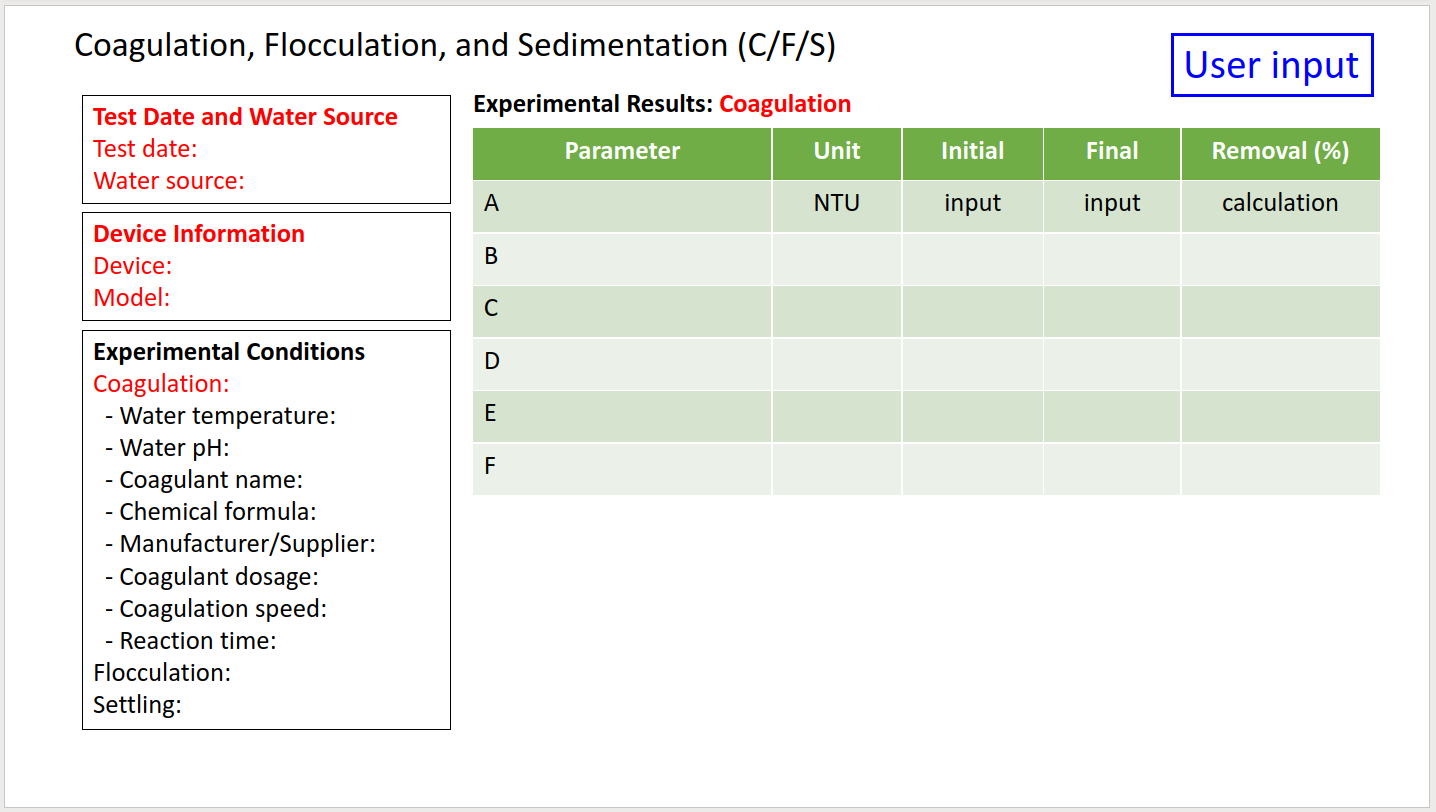 Coagulation, Flocculation, and Sedimentation (C/F/S)
User input
Test Date and Water Source
Test date:
Water source:
Device Information
Device:
Model:
Experimental Conditions
Coagulation:
- Water temperature:
- Water pH:
- Coagulant name:
- Chemical formula:
- Manufacturer/Supplier:
- Coagulant dosage:
- Coagulation speed:
- Reaction time:
Flocculation:
Settling:
Experimental Results: Coagulation
Parameter Unit Initial Final Removal (%)
A NTU input input calculation
B
C
D
E
F